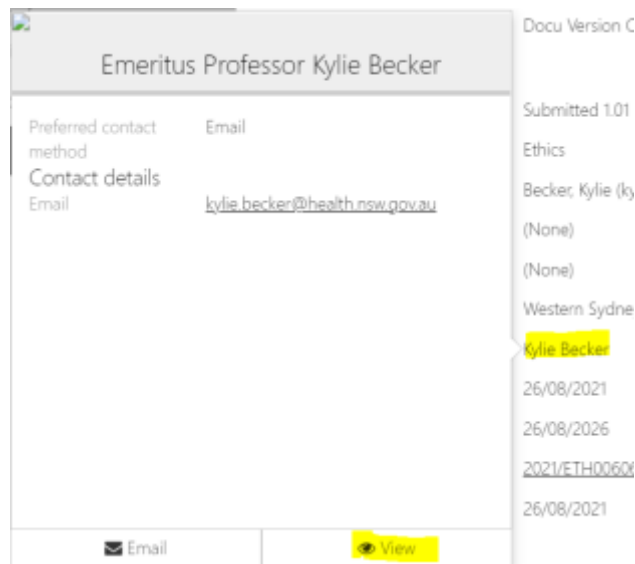 Emeritus Professor Kylie Becker
Preferred contact method
Email
Contact details
Email
kylie.becker@health.nsw.gov.au
Email
View
Docu Version
Submitted 1.01
Ethics
Becker, Kylie (ky
(None)
(None)
Western Sydne
Kylie Becker
26/08/2021
26/08/2026
2021/ETH00606
26/08/2021